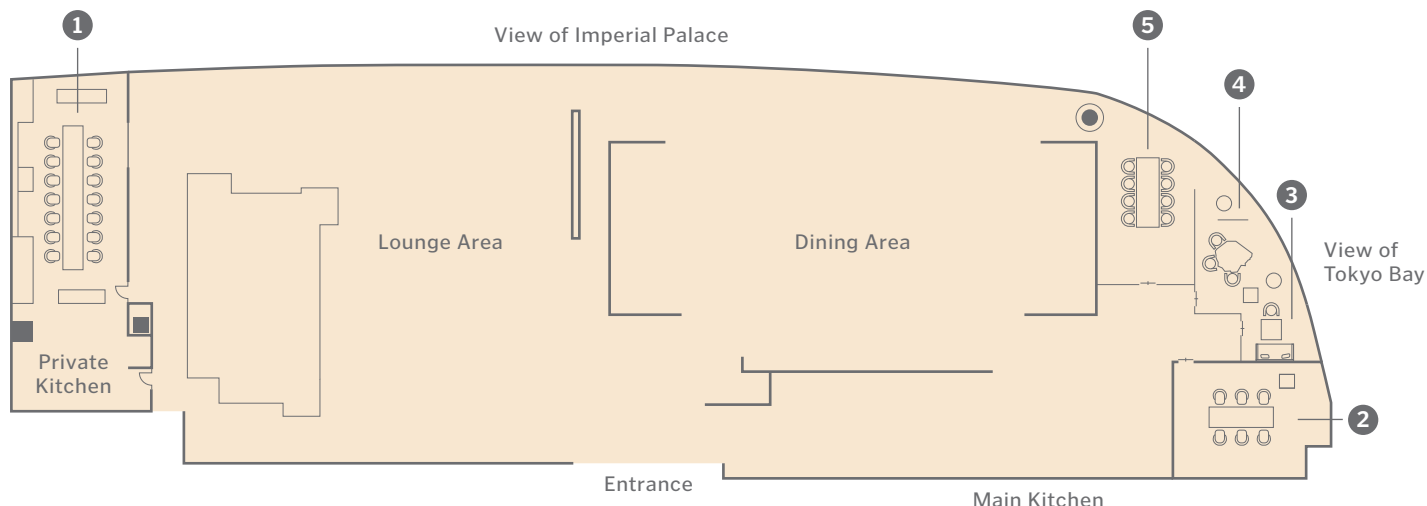 1
View of Imperial Palace
5
4
3
Lounge Area
Dining Area
View of
Tokyo Bay
Private
Kitchen
2
Entrance
Main Kitchen